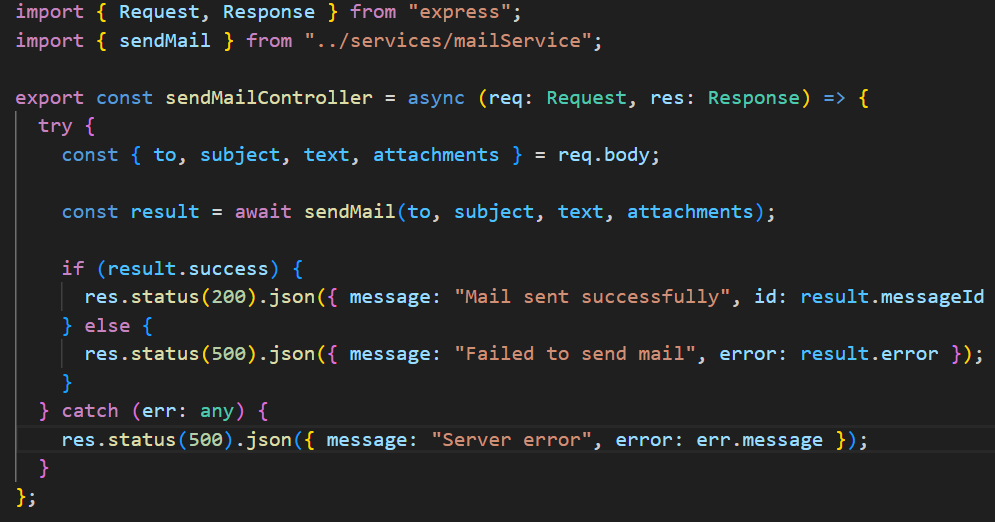 import { Request, Response } from "express";
import { sendMail } from "../services/mailService";
export const sendMailController = async (req: Request, res: Response) => {
try {
const { to, subject, text, attachments } = req.body;
const result = await sendMail(to, subject, text, attachments);
if (result.success) {
res.status(200).json({ message: "Mail sent successfully", id: result.messageId
} else {
res.status(500).json({ message: "Failed to send mail", error: result.error });
}
} catch (err: any) {
res.status(500).json({ message: "Server error", error: err.message });
}
};